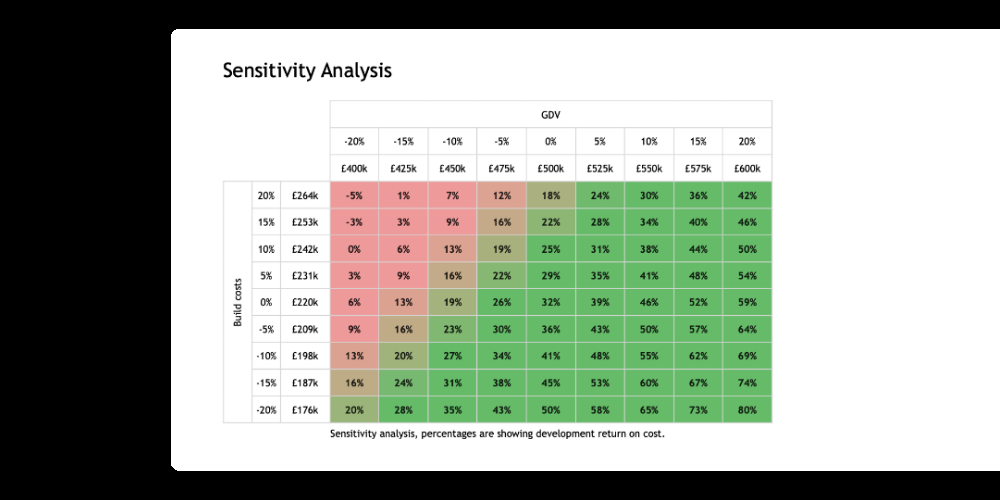 Sensitivity Analysis
GDV
-20% -15% -10% -5% 0% 5% 10% 15% 20%
£400k £425k £450k £475k £500k £525k £550k £575k £600k
Build costs
20% £264k -5% 1% 7% 12% 18% 24% 30% 36% 42%
15% £253k -3% 3% 9% 16% 22% 28% 34% 40% 46%
10% £242k 0% 6% 13% 19% 25% 31% 38% 44% 50%
5% £231k 3% 9% 16% 22% 29% 35% 41% 48% 54%
0% £220k 6% 13% 19% 26% 32% 39% 46% 52% 59%
-5% £209k 9% 16% 23% 30% 36% 43% 50% 57% 64%
-10% £198k 13% 20% 27% 34% 41% 48% 55% 62% 69%
-15% £187k 16% 24% 31% 38% 45% 53% 60% 67% 74%
-20% £176k 20% 28% 35% 43% 50% 58% 65% 73% 80%
Sensitivity analysis, percentages are showing development return on cost.